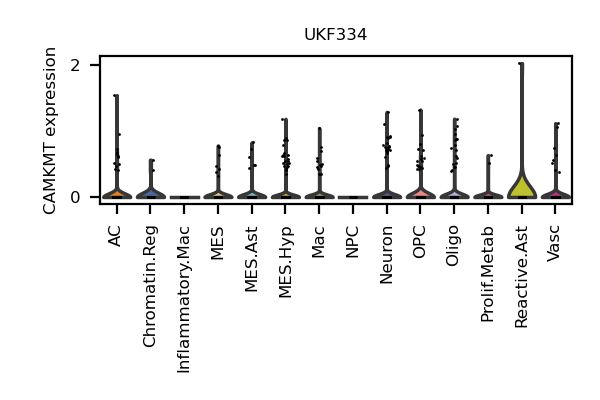 UKF334
CAMKMT expression
2
0
AC
Chromatin.Reg
Inflammatory.Mac
MES
MES.Ast
MES.Hyp
Mac
NPC
Neuron
OPC
Oligo
Prolif.Metab
Reactive.Ast
Vasc